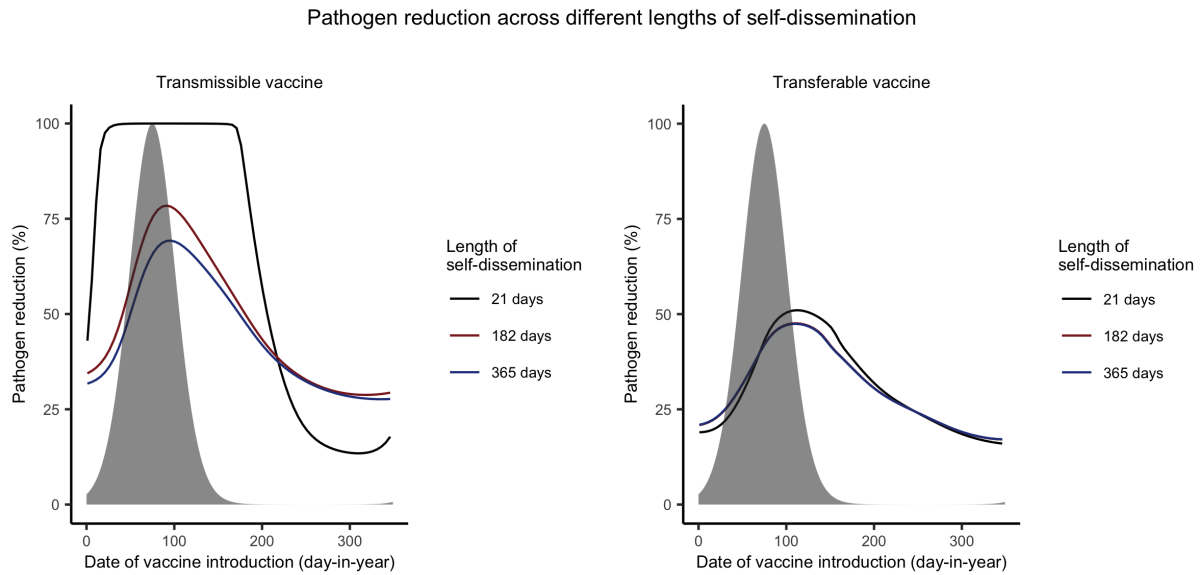 Pathogen reduction across different lengths of self-dissemination
Transmissible vaccine
Pathogen reduction (%)
100
75
50
25
0
0 100 200 300
Date of vaccine introduction (day-in-year)
Length of
self-dissemination
21 days
182 days
365 days
Transferable vaccine
Pathogen reduction (%)
100
75
50
25
0
0 100 200 300
Date of vaccine introduction (day-in-year)
Length of
self-dissemination
21 days
182 days
365 days